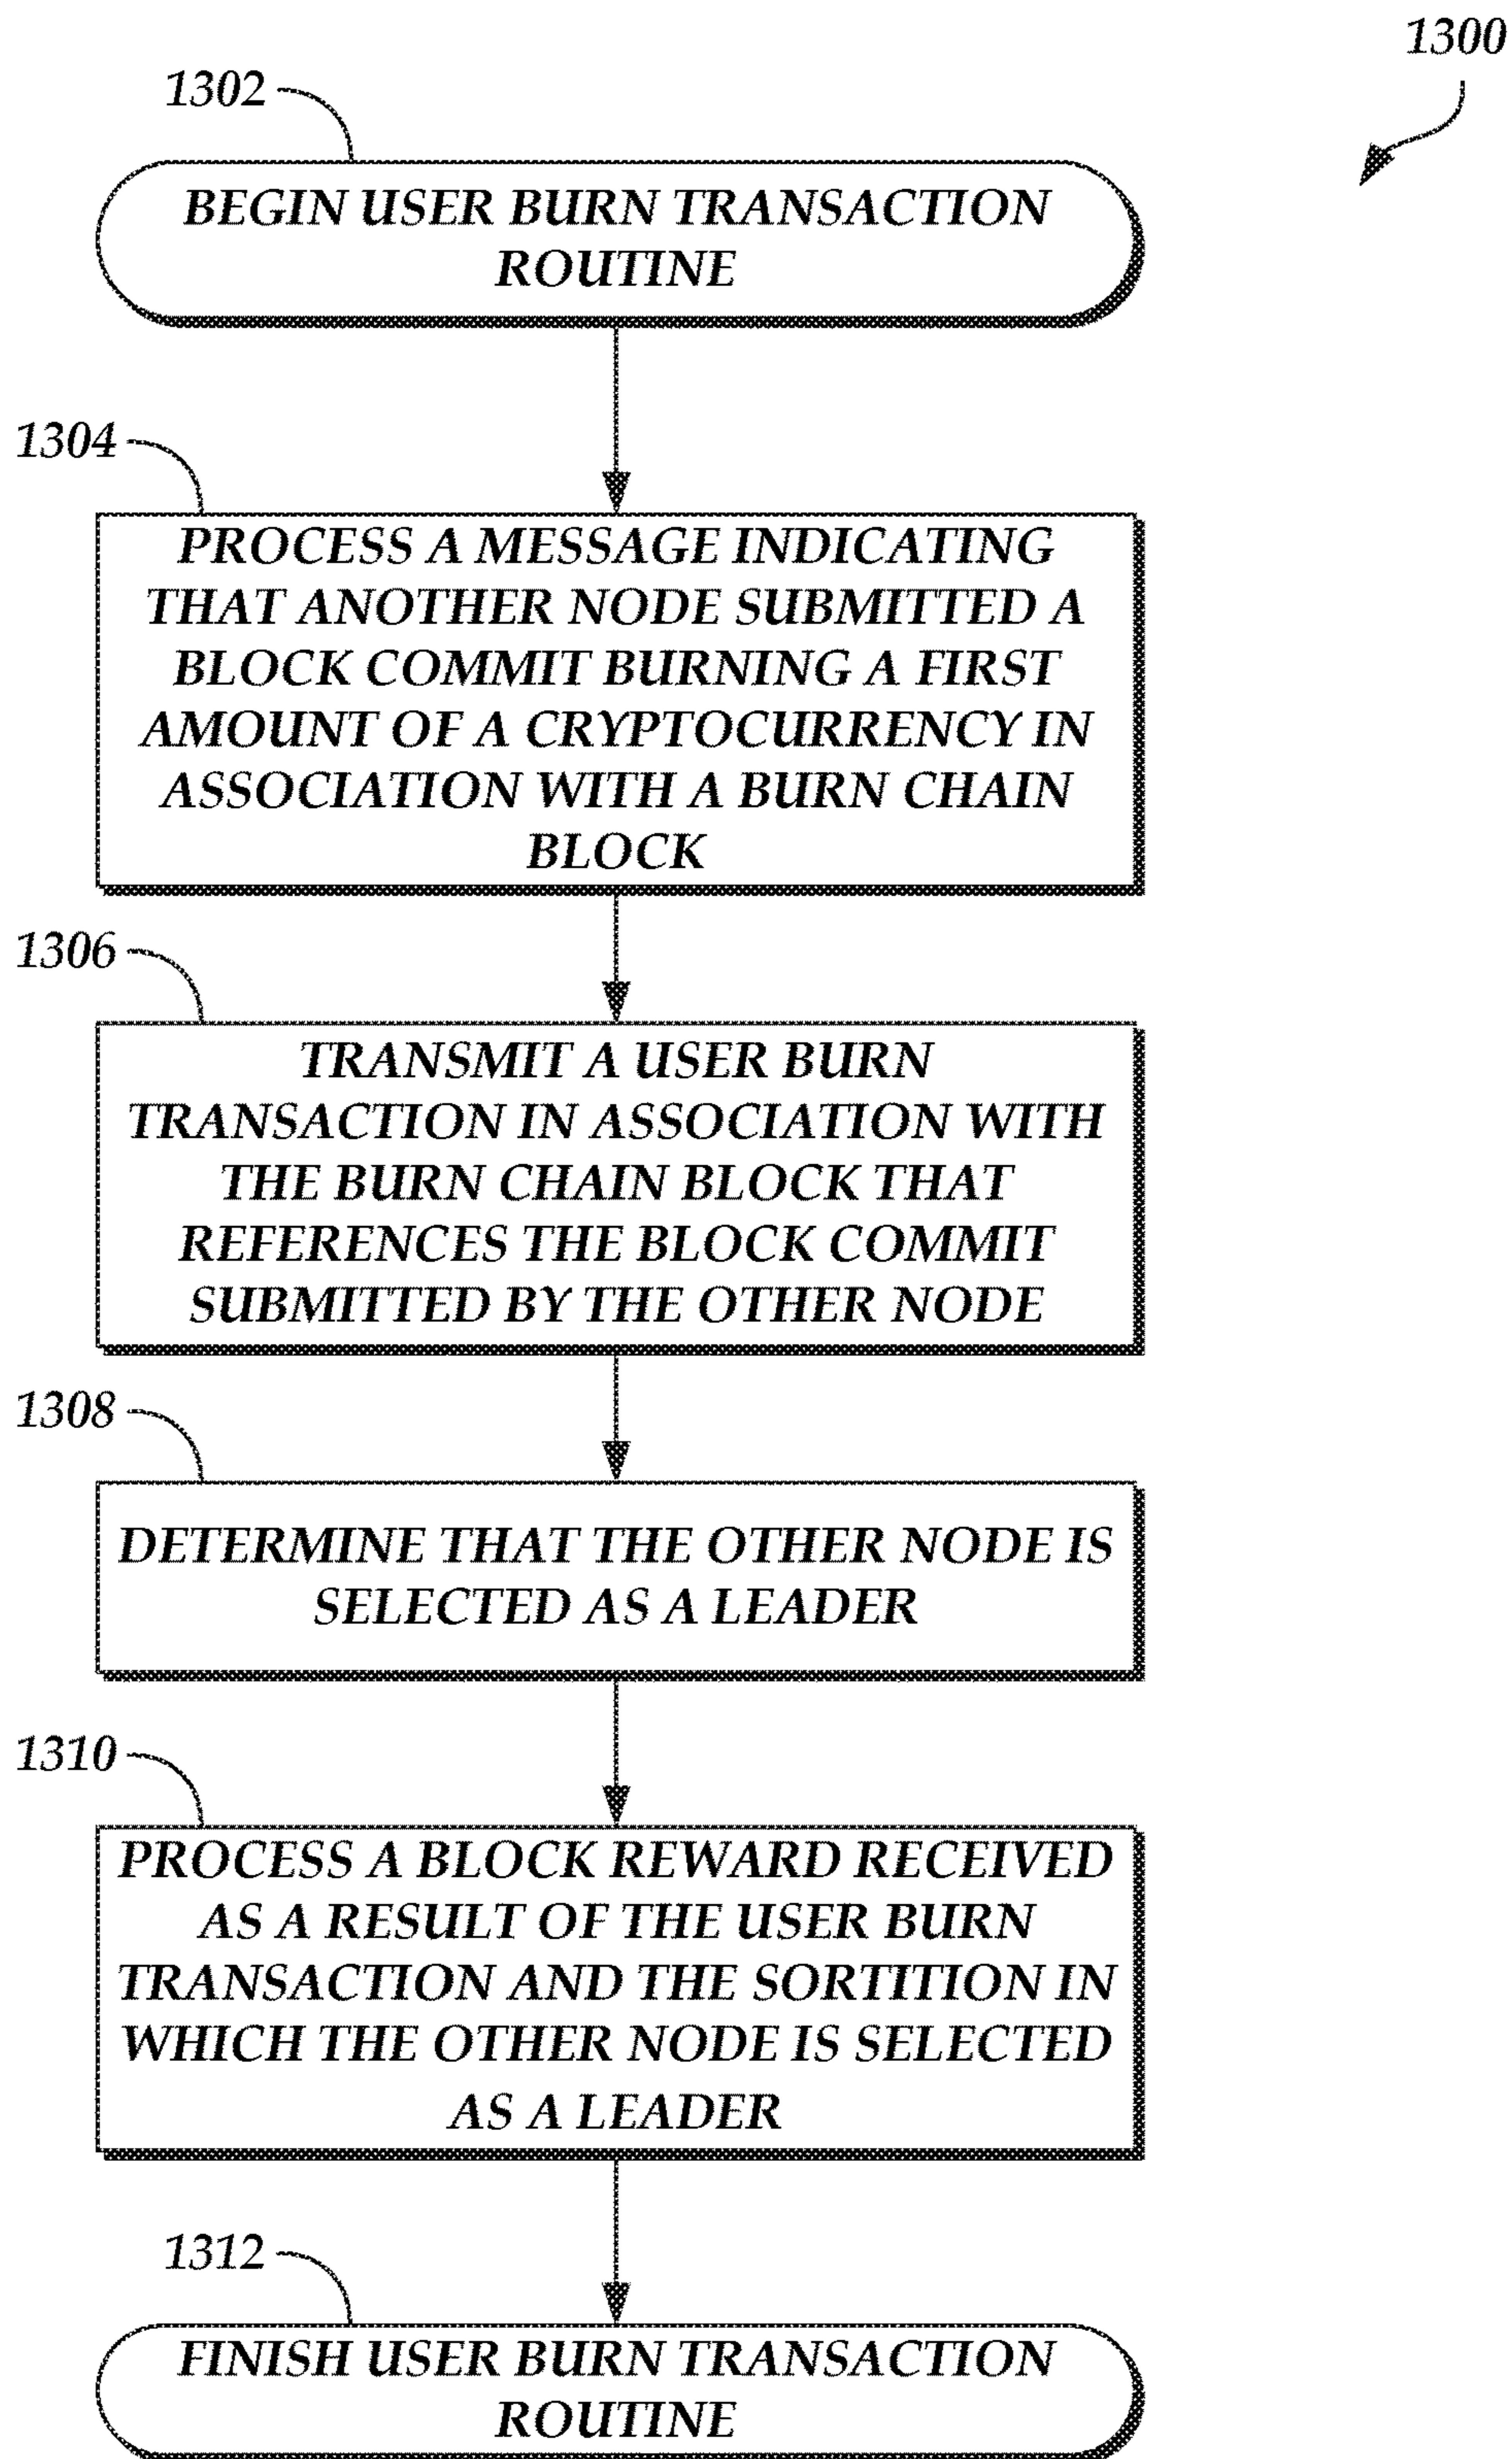 1300
1302
BEGIN USER BURN TRANSACTION
ROUTINE
1304
PROCESS A MESSAGE INDICATING
THAT ANOTHER NODE SUBMITTED A
BLOCK COMMIT BURNING A FIRST
AMOUNT OF A CRYPTOCURRENCY IN
ASSOCIATION WITH A BURN CHAIN
BLOCK
1306
TRANSMIT A USER BURN
TRANSACTION IN ASSOCIATION WITH
THE BURN CHAIN BLOCK THAT
REFERENCES THE BLOCK COMMIT
SUBMITTED BY THE OTHER NODE
1308
DETERMINE THAT THE OTHER NODE IS
SELECTED AS A LEADER
1310
PROCESS A BLOCK REWARD RECEIVED
AS A RESULT OF THE USER BURN
TRANSACTION AND THE SORTITION IN
WHICH THE OTHER NODE IS SELECTED
AS A LEADER
1312
FINISH USER BURN TRANSACTION
ROUTINE